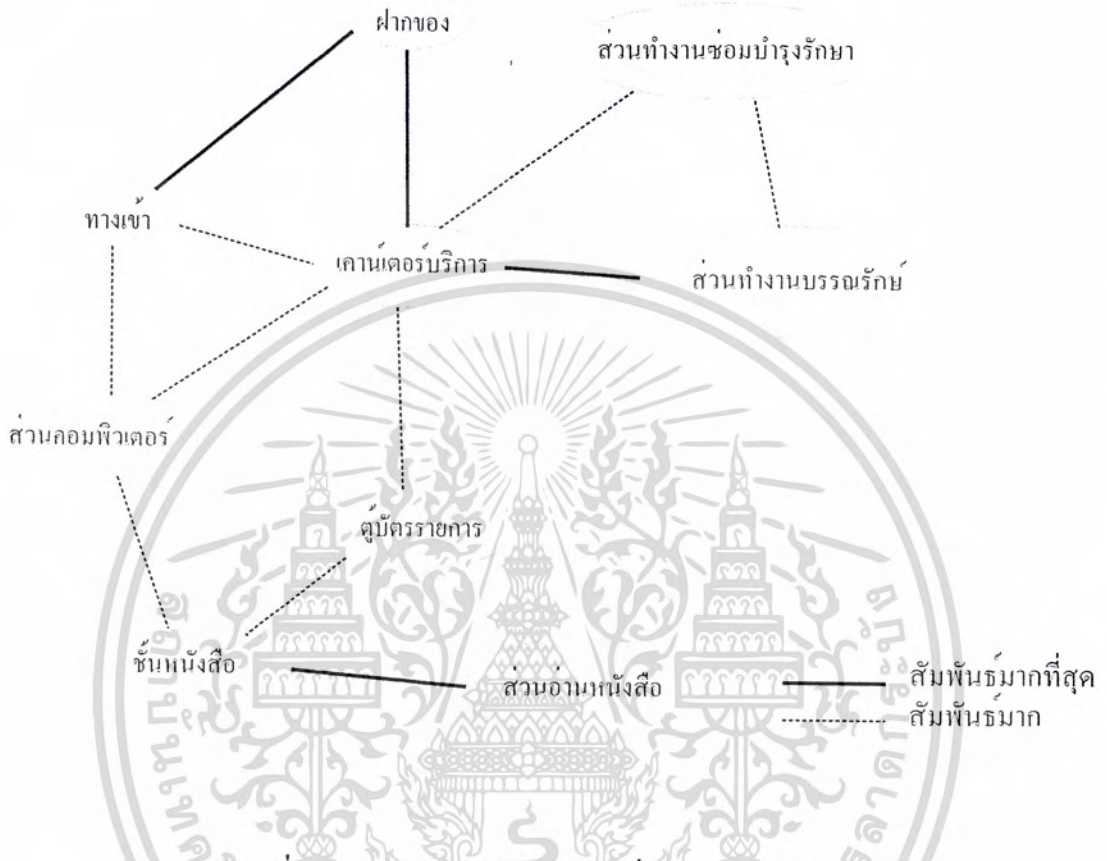 ฝากของ
ส่วนทำงานซ่อมบำรุงรักษา
ทางเข้า
เคาน์เตอร์บริการ
ส่วนทำงานบรรณรักษ์
ส่วนคอมพิวเตอร์
ตู้บัตรรายการ
ชั้นหนังสือ
ส่วนอ่านหนังสือ
สัมพันธ์มากที่สุด
สัมพันธ์มาก